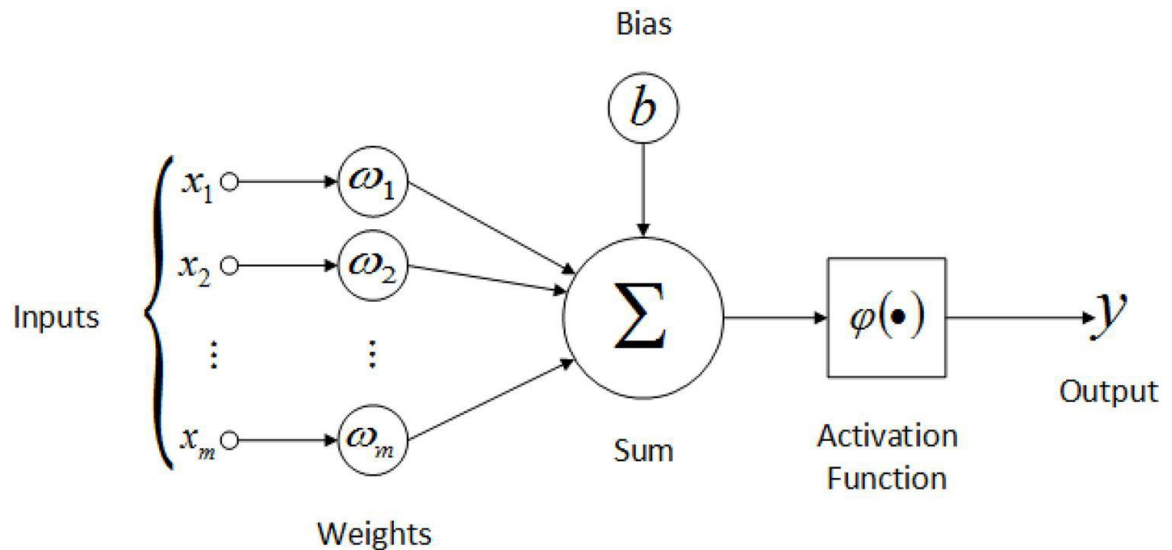 Bias
b
x₁
ω₁
x₂
ω₂
Inputs
Σ
φ(•)
y
⋮
⋮
Output
xₘ
ωₘ
Sum
Activation
Function
Weights